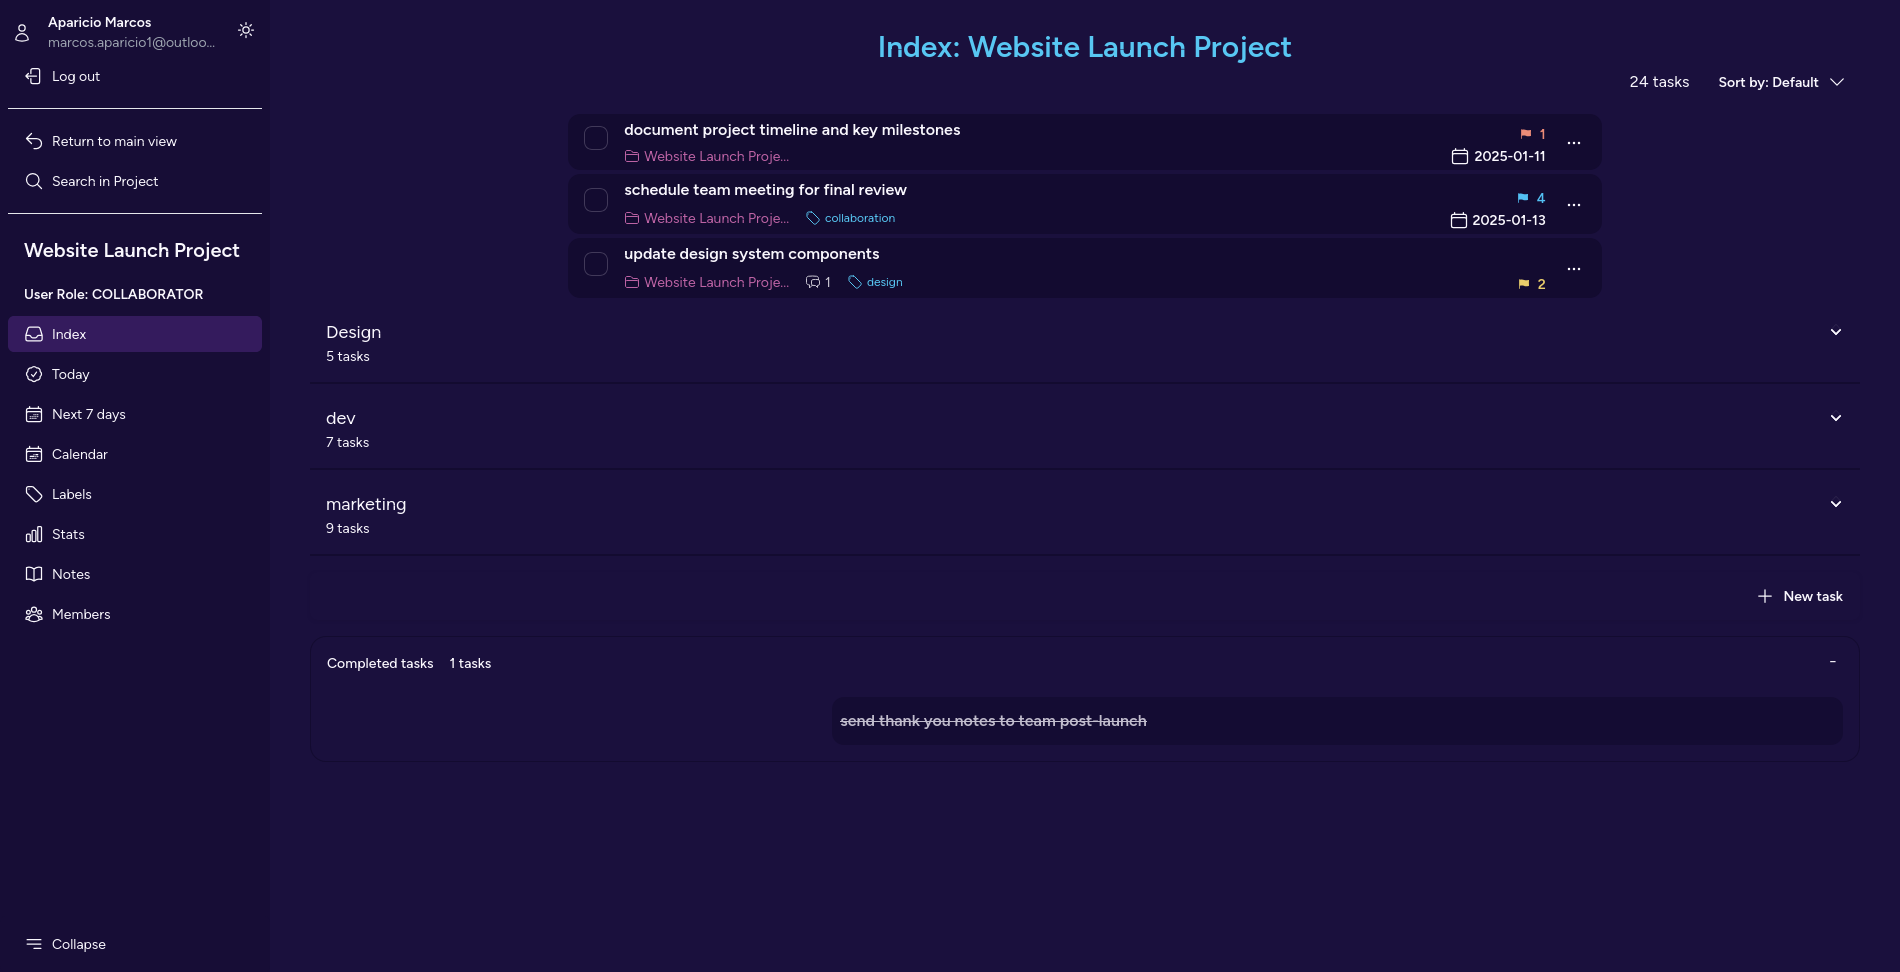 Aparicio Marcos
marcos.aparicio1@outloo...
Log out
Return to main view
Search in Project
Website Launch Project
User Role: COLLABORATOR
Index
Today
Next 7 days
Calendar
Labels
Stats
Notes
Members
Collapse
Index: Website Launch Project
24 tasks Sort by: Default
document project timeline and key milestones
1
Website Launch Proje... 2025-01-11
schedule team meeting for final review
4
Website Launch Proje... collaboration 2025-01-13
update design system components
Website Launch Proje... 1 design 2
Design
5 tasks
dev
7 tasks
marketing
9 tasks
New task
Completed tasks 1 tasks -
send thank you notes to team post-launch